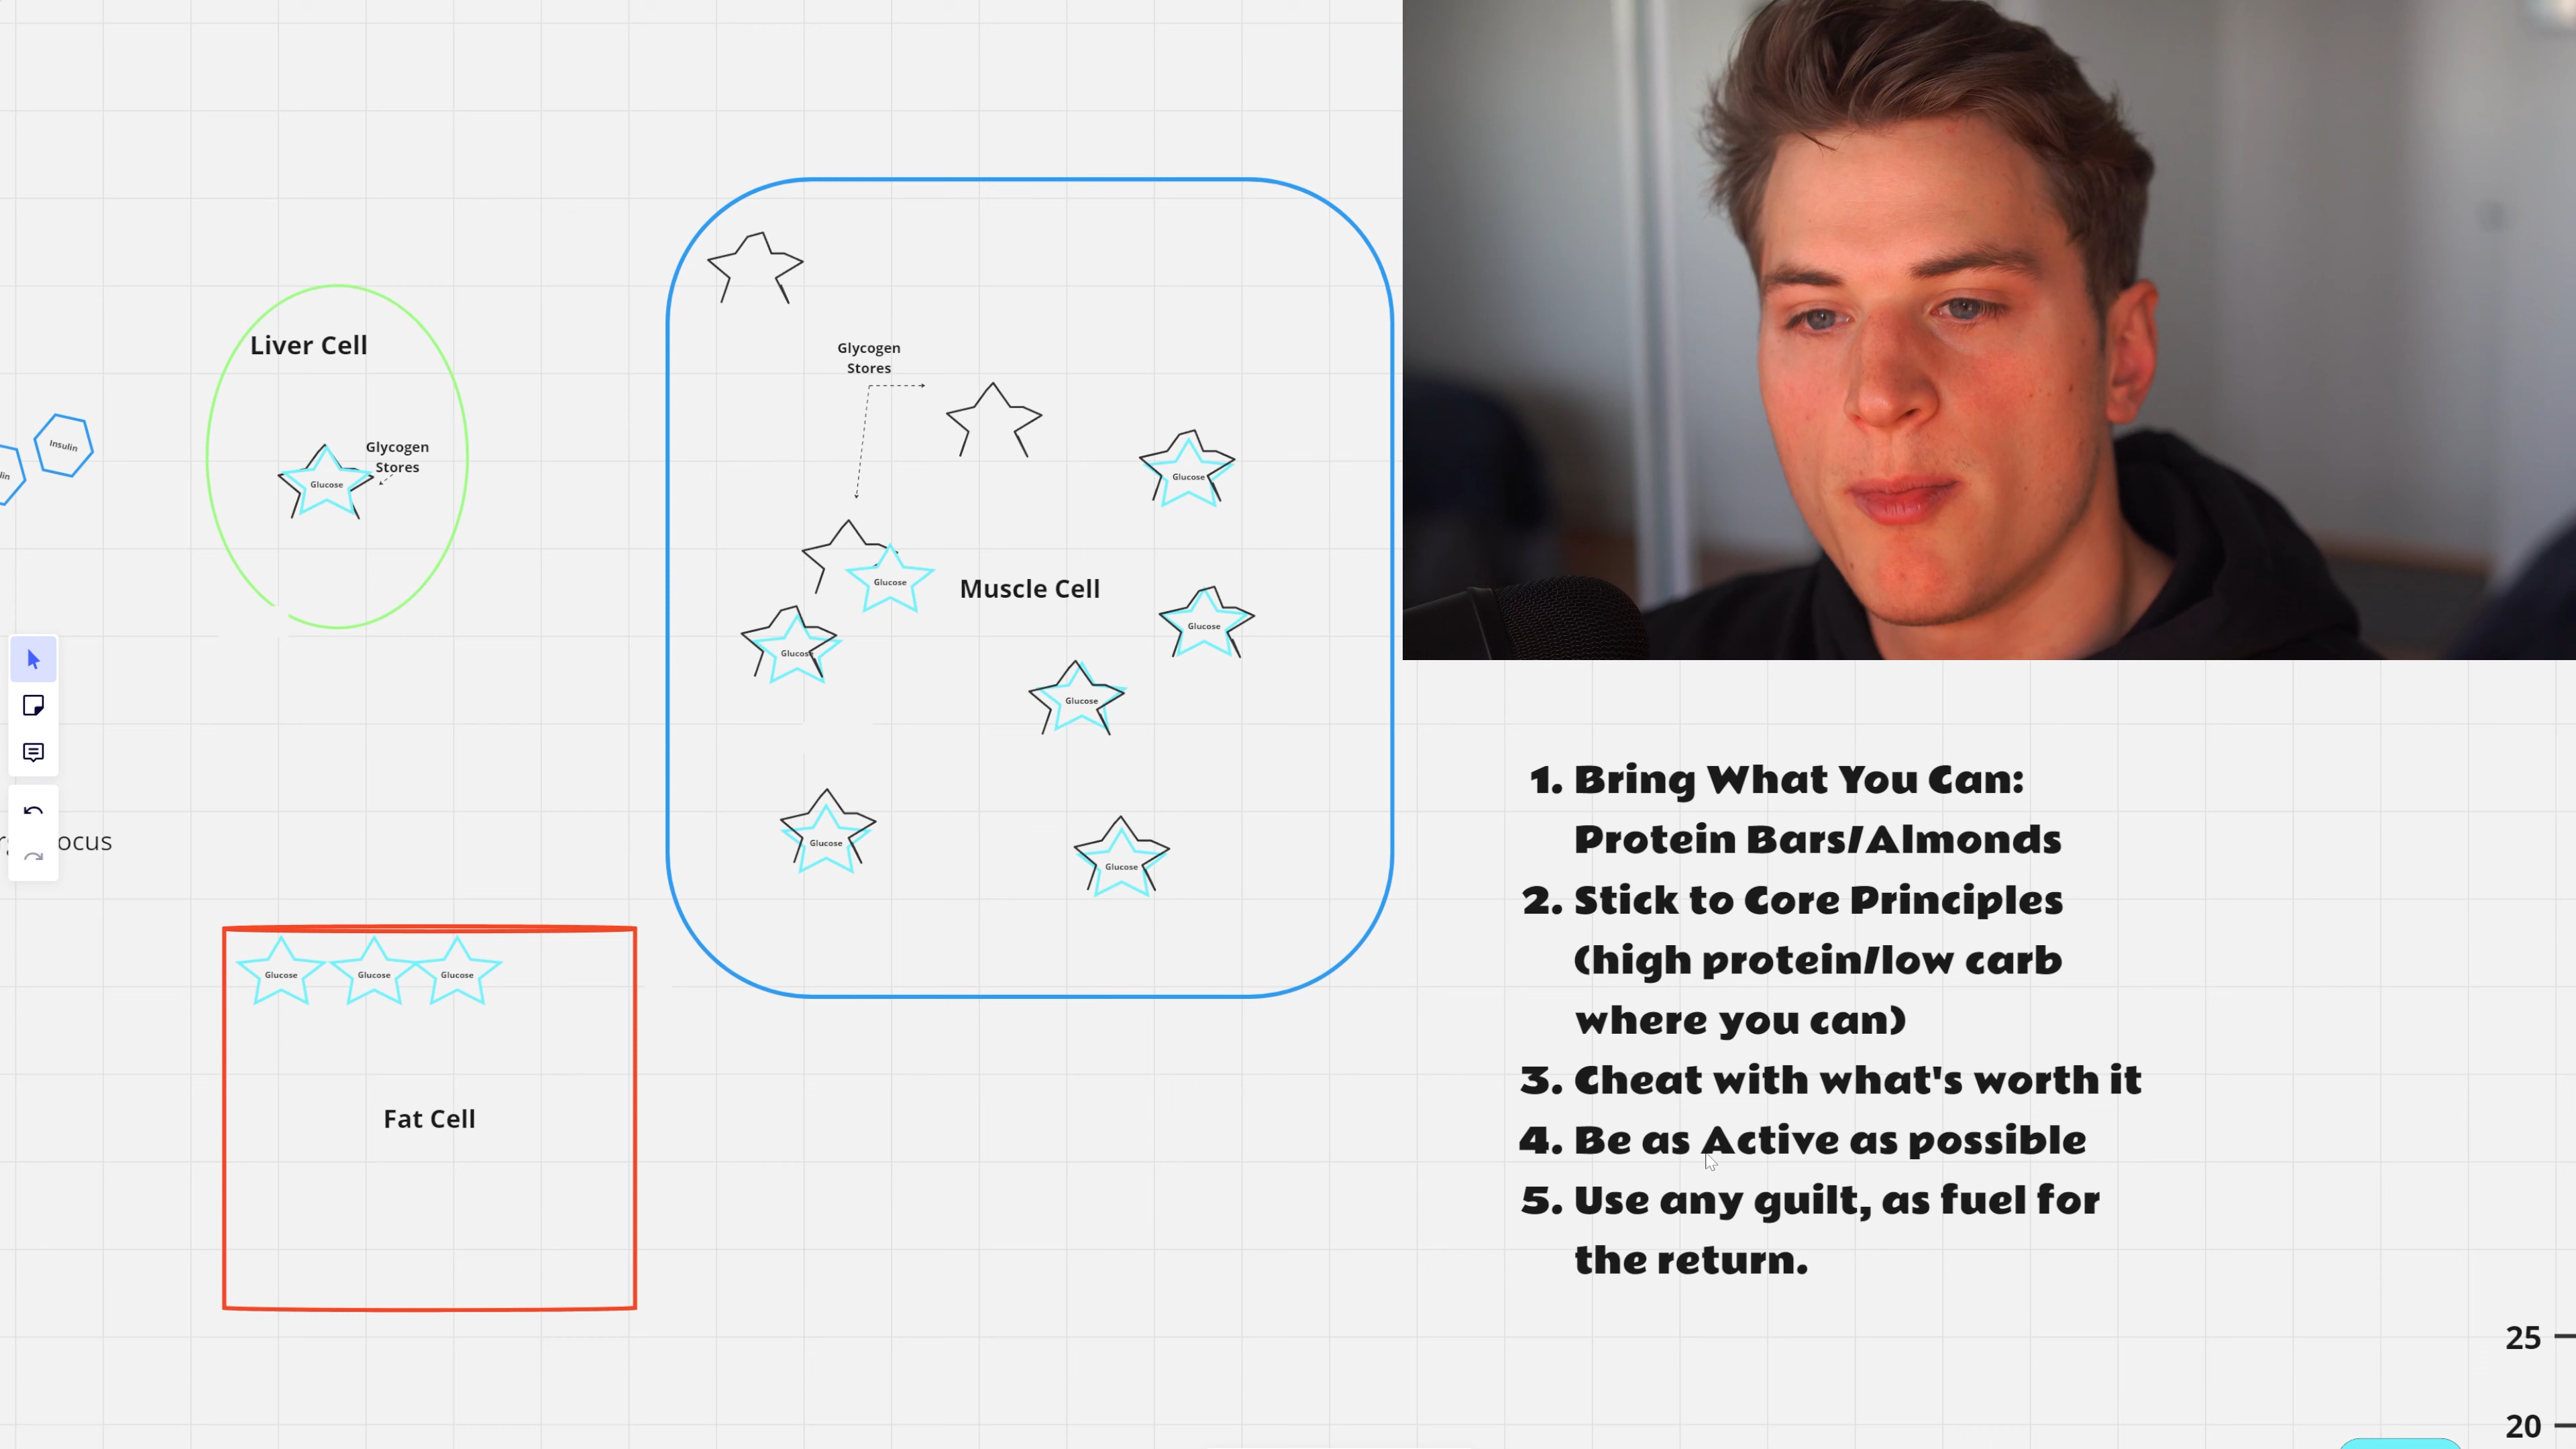 Liver Cell
Glycogen
Stores
Glucose
Insulin
lin
Glycogen
Stores
Glucose
Glucose
Muscle Cell
Glucose
Glucose
Glucose
Glucose
Glucose
ocus
Glucose
Glucose
Glucose
Fat Cell
1. Bring What You Can:
Protein Bars/Almonds
2. Stick to Core Principles
(high protein/low carb
where you can)
3. Cheat with what's worth it
4. Be as Active as possible
5. Use any guilt, as fuel for
the return.
25
20